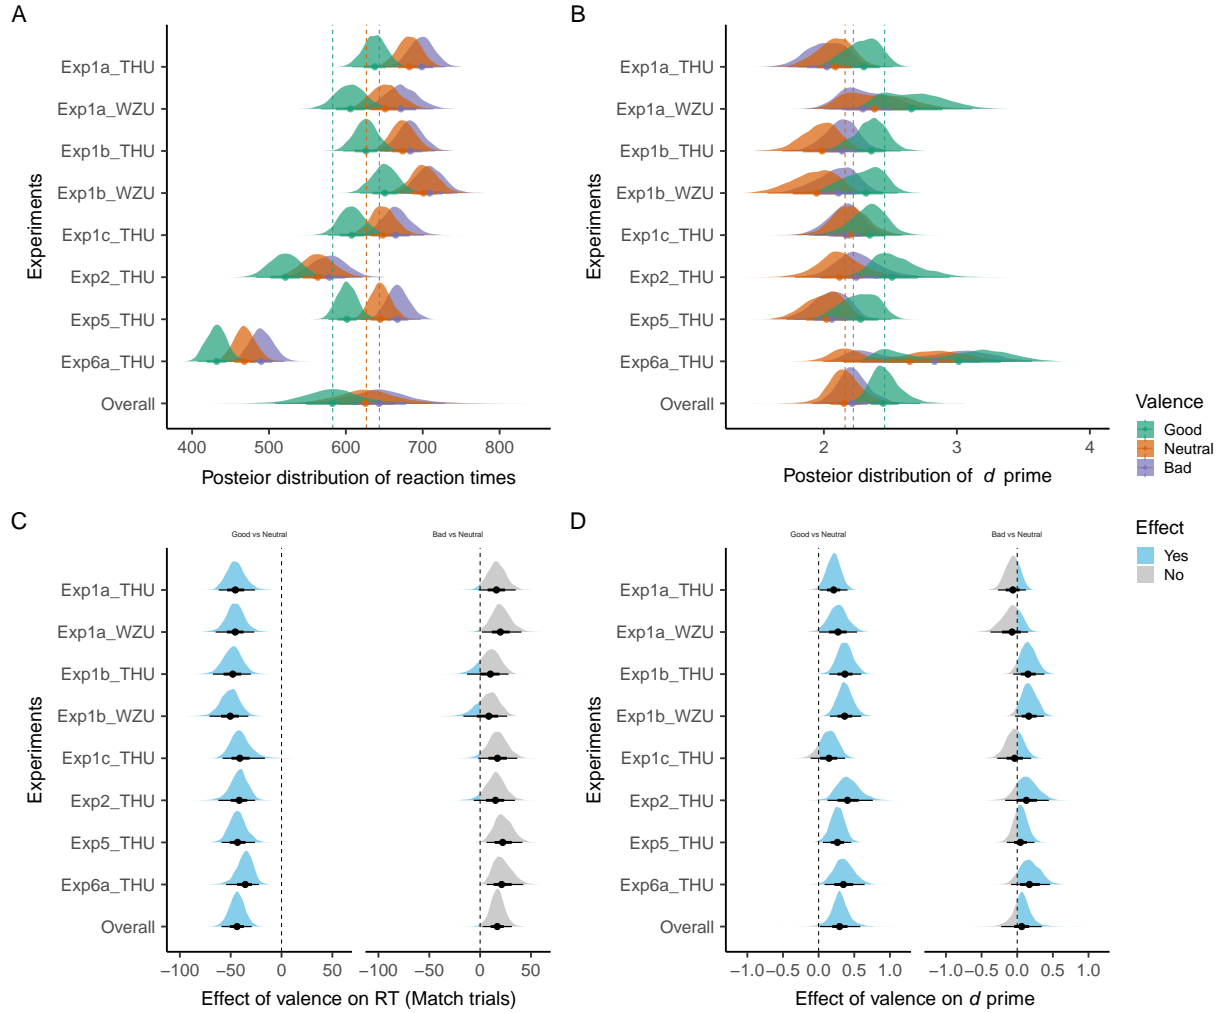 A
Experiments
Exp1a_THU
Exp1a_WZU
Exp1b_THU
Exp1b_WZU
Exp1c_THU
Exp2_THU
Exp5_THU
Exp6a_THU
Overall
400 500 600 700 800
Posteior distribution of reaction times
B
Experiments
Exp1a_THU
Exp1a_WZU
Exp1b_THU
Exp1b_WZU
Exp1c_THU
Exp2_THU
Exp5_THU
Exp6a_THU
Overall
2 3 4
Posteior distribution of d prime
Valence
Good
Neutral
Bad
C
Good vs Neutral Bad vs Neutral
Experiments
Exp1a_THU
Exp1a_WZU
Exp1b_THU
Exp1b_WZU
Exp1c_THU
Exp2_THU
Exp5_THU
Exp6a_THU
Overall
−100 −50 0 50 −100 −50 0 50
Effect of valence on RT (Match trials)
D
Good vs Neutral Bad vs Neutral
Experiments
Exp1a_THU
Exp1a_WZU
Exp1b_THU
Exp1b_WZU
Exp1c_THU
Exp2_THU
Exp5_THU
Exp6a_THU
Overall
−1.0 −0.5 0.0 0.5 1.0 −1.0 −0.5 0.0 0.5 1.0
Effect of valence on d prime
Effect
Yes
No